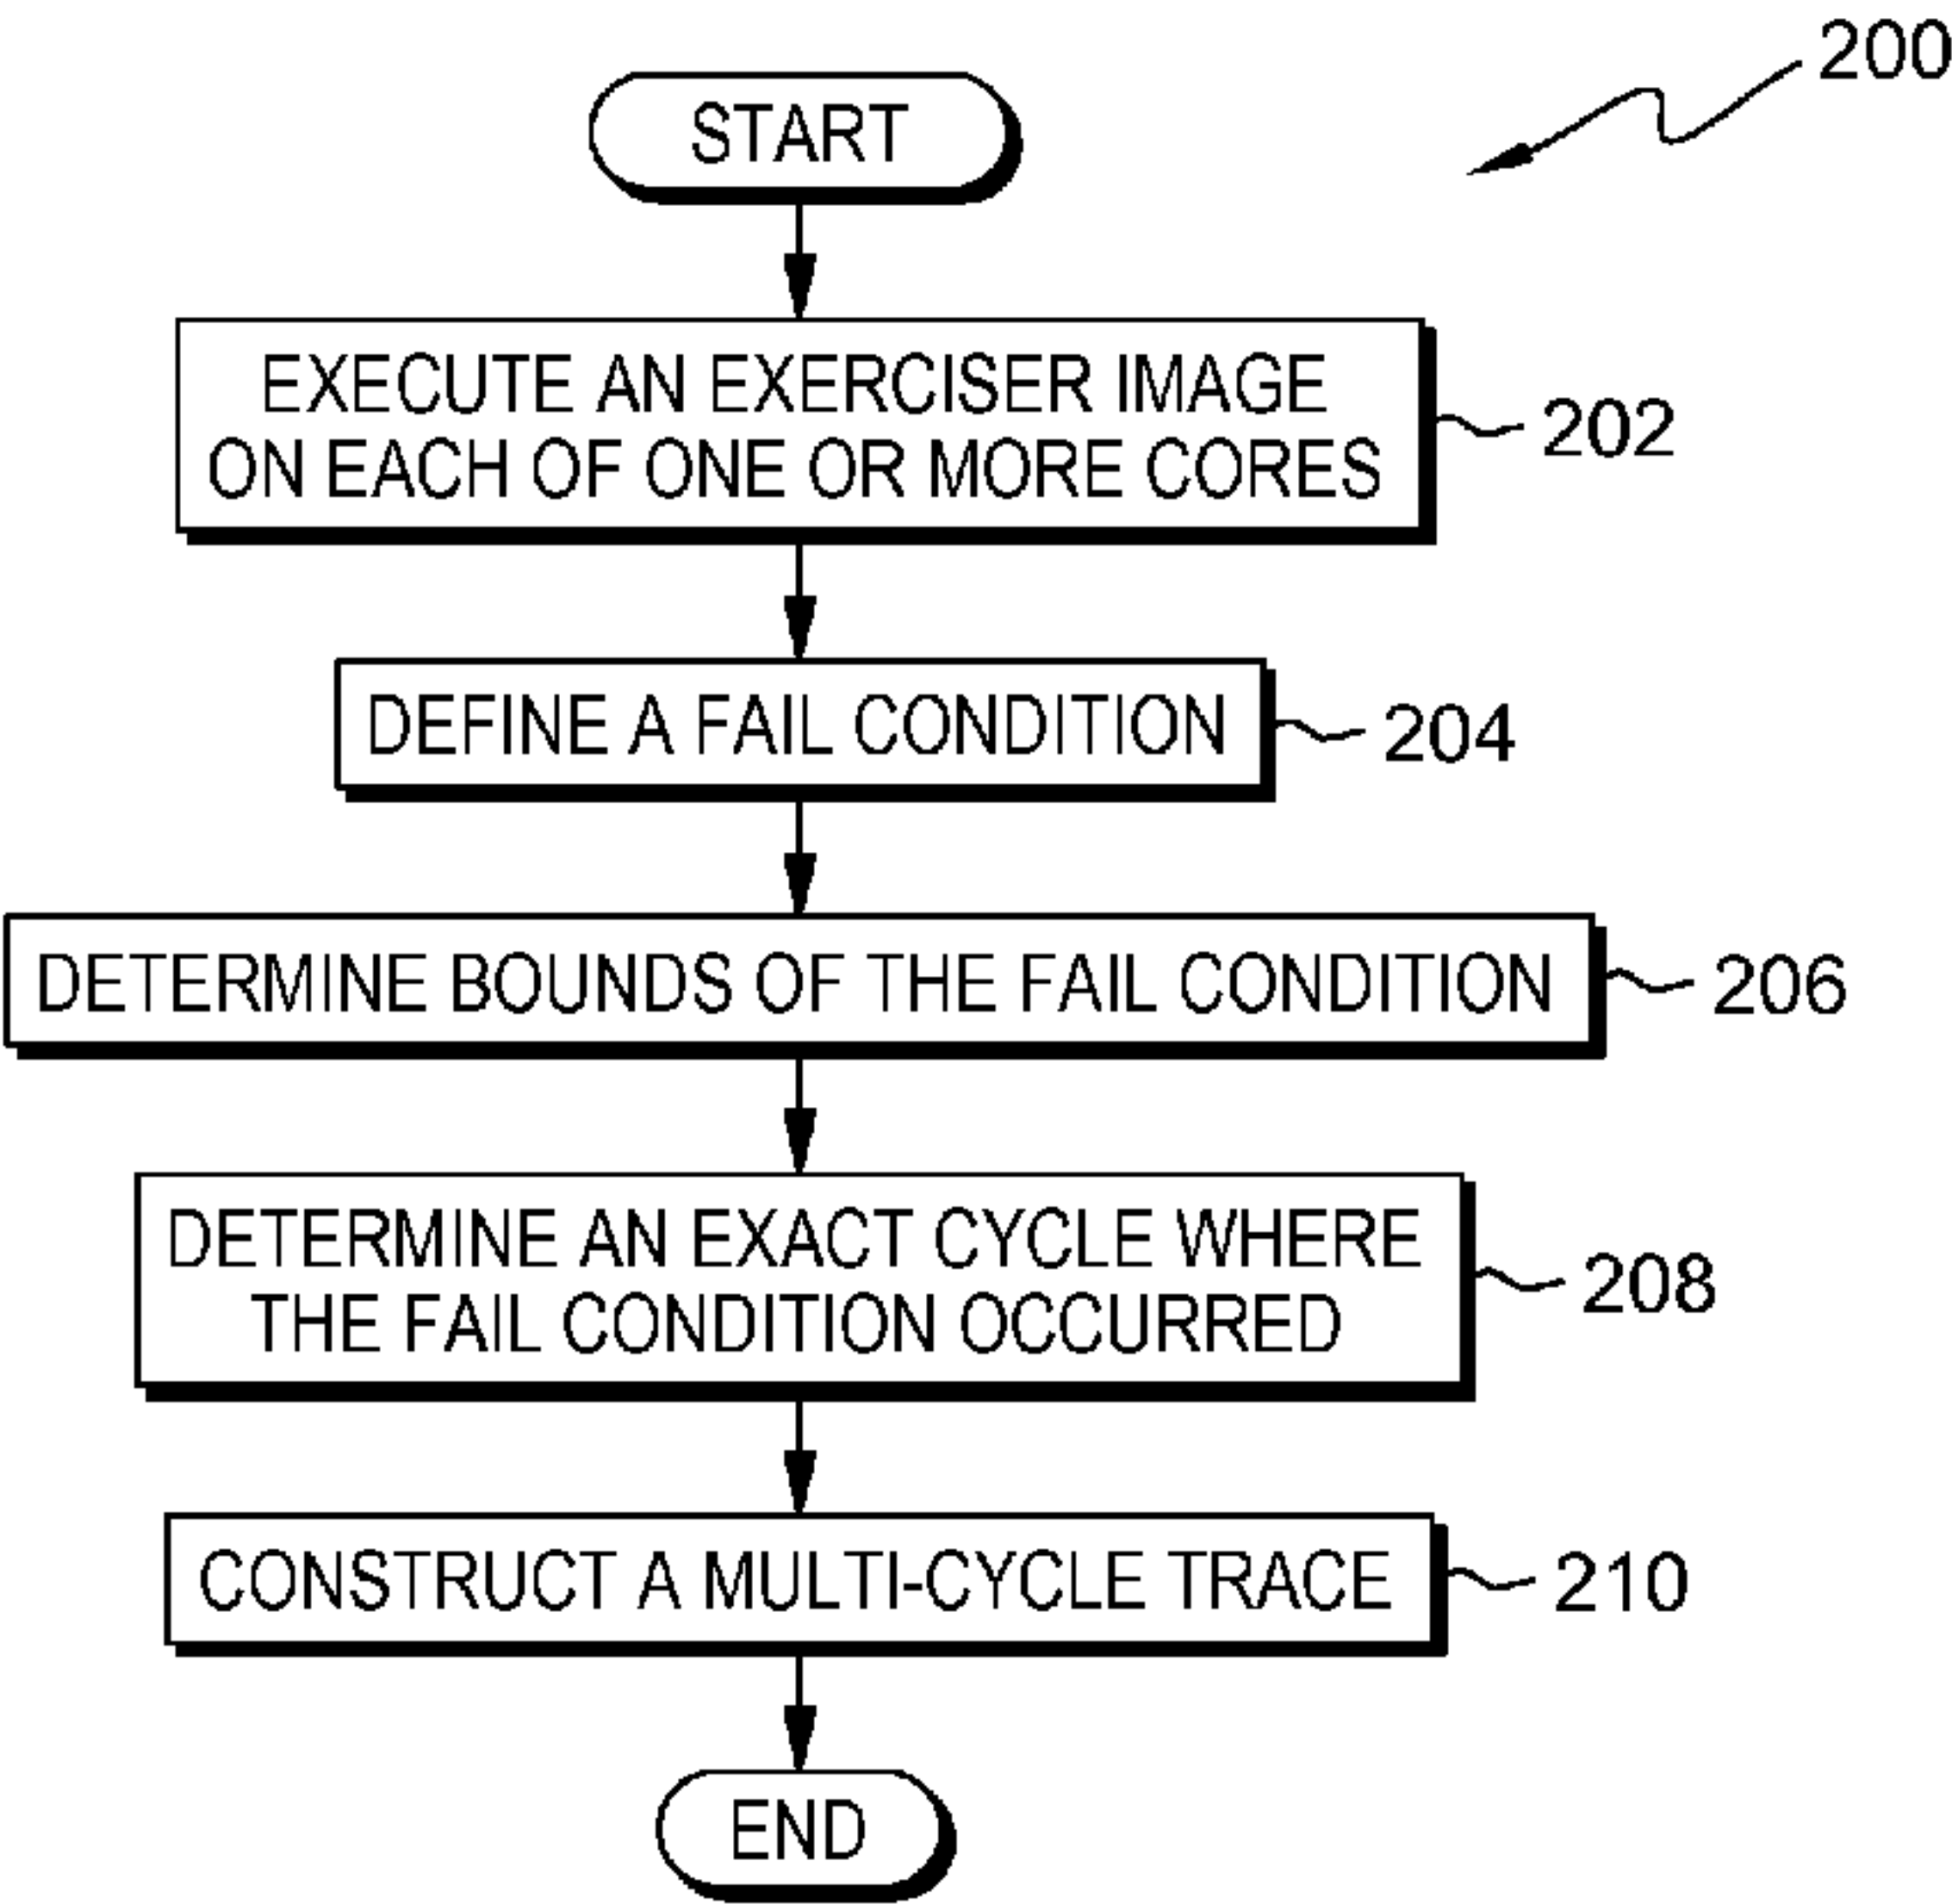 200
START
EXECUTE AN EXERCISER IMAGE
ON EACH OF ONE OR MORE CORES
202
DEFINE A FAIL CONDITION
204
DETERMINE BOUNDS OF THE FAIL CONDITION
206
DETERMINE AN EXACT CYCLE WHERE
THE FAIL CONDITION OCCURRED
208
CONSTRUCT A MULTI-CYCLE TRACE
210
END